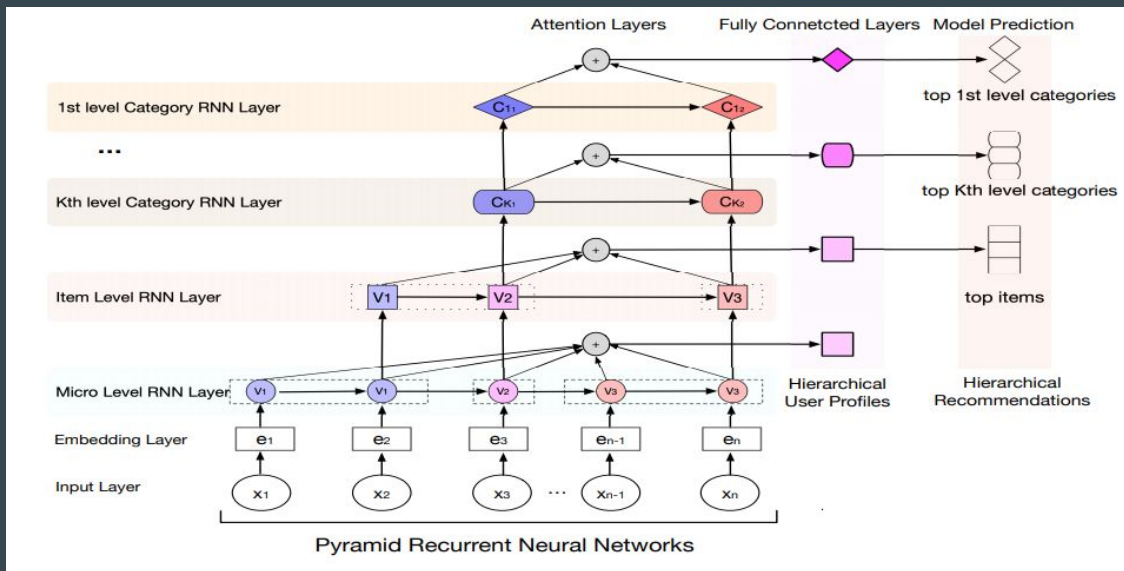 Attention Layers Fully Connetcted Layers Model Prediction
+
top 1st level categories
1st level Category RNN Layer C11 C12
...
+
top Kth level categories
Kth level Category RNN Layer CK1 CK2
+
Item Level RNN Layer V1 V2 V3
top items
+
Micro Level RNN Layer V1 V1 V2 V3 V3
Hierarchical
User Profiles
Hierarchical
Recommendations
Embedding Layer e1 e2 e3 en-1 en
Input Layer x1 x2 x3 ... xn-1 xn
Pyramid Recurrent Neural Networks